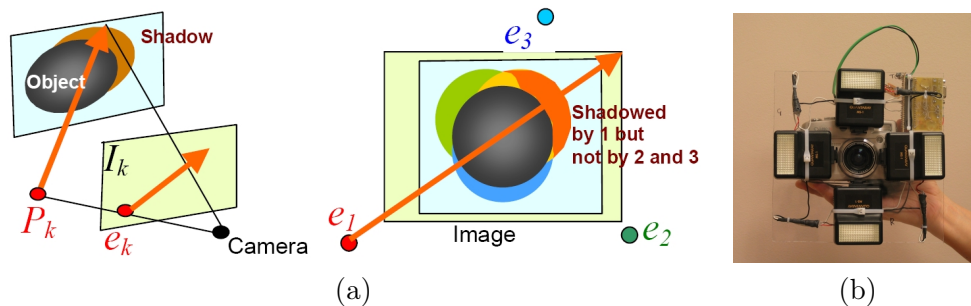 Shadow
Object
I_k
P_k
e_k
Camera
e_3
Shadowed
by 1 but
not by 2 and 3
e_1
Image
e_2
(a)
(b)